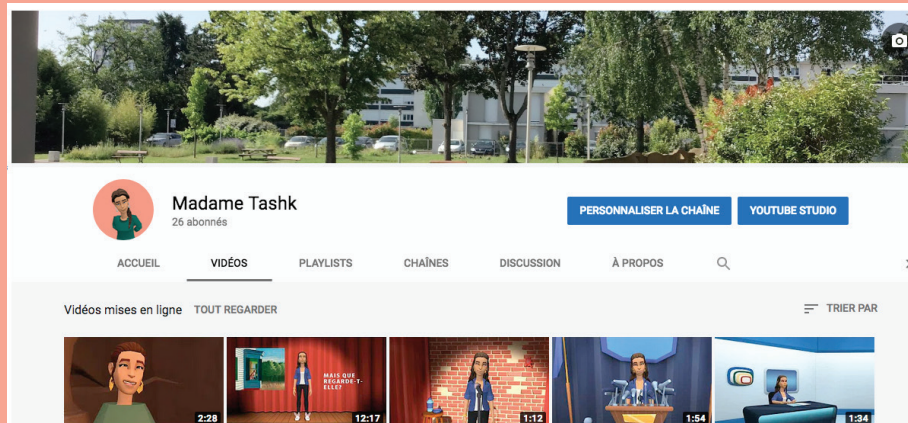 Madame Tashk
26 abonnés
PERSONNALISER LA CHAÎNE
YOUTUBE STUDIO
ACCUEIL VIDÉOS PLAYLISTS CHAÎNES DISCUSSION À PROPOS
Vidéos mises en ligne TOUT REGARDER TRIER PAR
MAIS QUE
REGARDE-T-
ELLE?
2:28 12:17 1:12 1:54 1:34